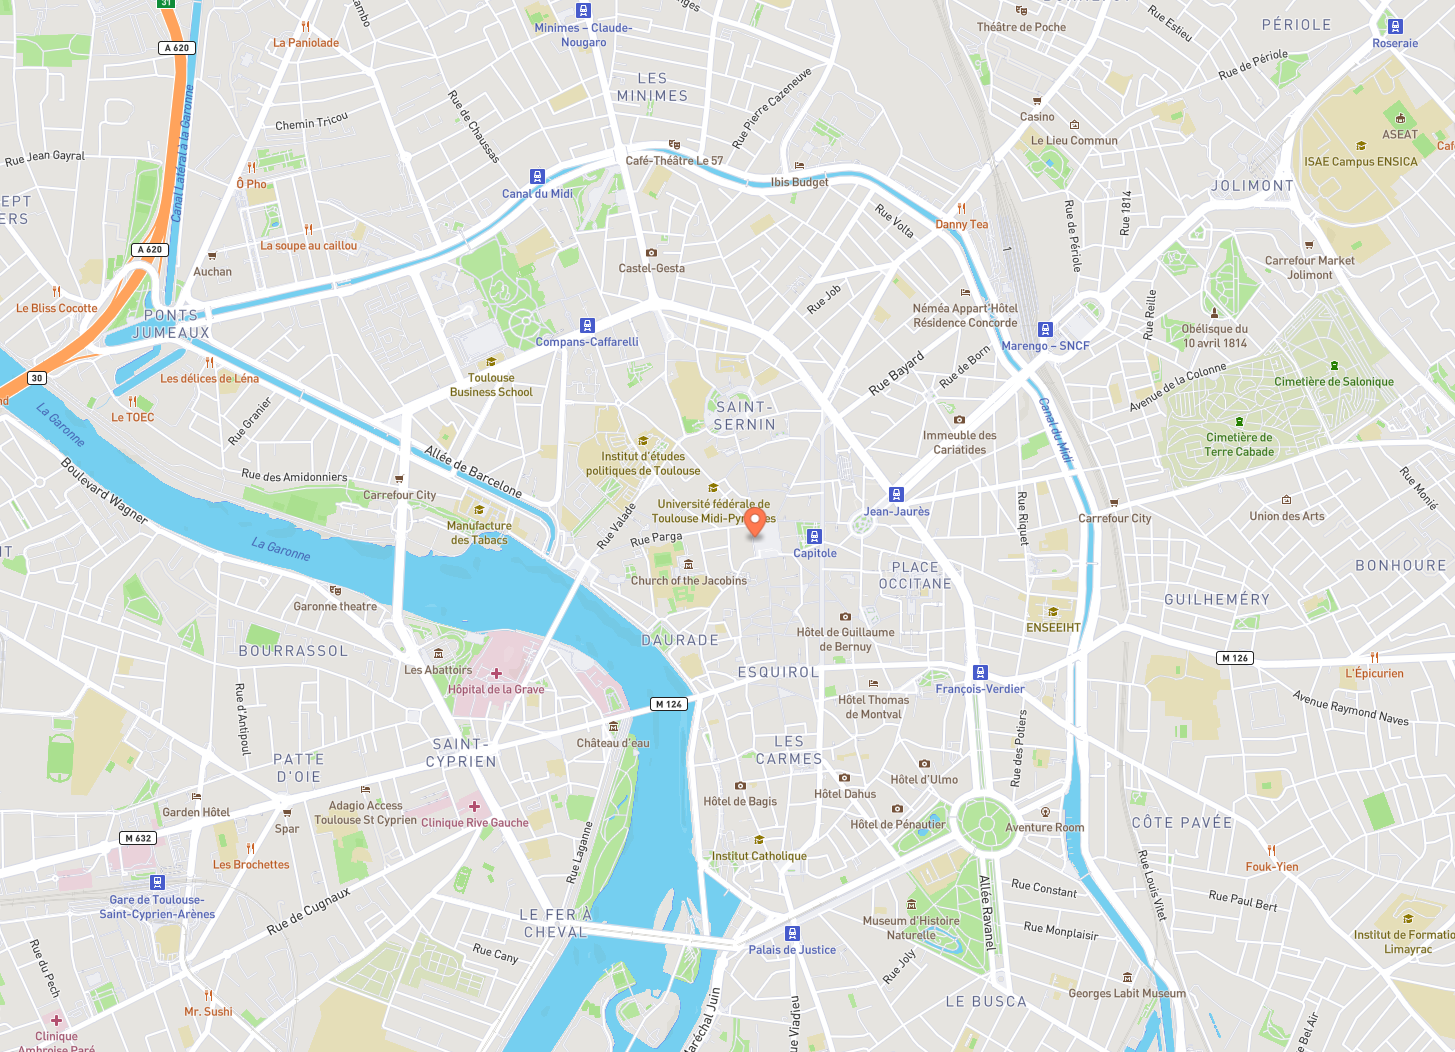 31
A 620
La Paniolade
Minimes – Claude-
Nougaro
Théâtre de Poche
Rue Estieu
PÉRIOLE
Roseraie
Rue de Périole
LES
MINIMES
Rue Pierre Cazeneuve
Rue de Chaussas
Chemin Tricou
Canal Latéral à la Garonne
Casino
Le Lieu Commun
ASEAT
ISAE Campus ENSICA
Rue Jean Gayral
Ô Pho
Café-Théâtre Le 57
Ibis Budget
Canal du Midi
JOLIMONT
Rue 1814
Rue de Périole
Rue Volta
Danny Tea
La soupe au caillou
A 620
Auchan
Castel-Gesta
1
Carrefour Market
Jolimont
Le Bliss Cocotte
PONTS
JUMEAUX
Rue Job
Néméa Appart'Hôtel
Résidence Concorde
Rue Reille
Obélisque du
10 avril 1814
Compans-Caffarelli
Marengo – SNCF
Les délices de Léna
30
Toulouse
Business School
Rue Bayard
Rue de Born
Avenue de la Colonne
Cimetière de Salonique
Le TOEC
La Garonne
Rue Granier
SAINT-
SERNIN
Immeuble des
Cariatides
Canal du Midi
Cimetière de
Terre Cabade
Institut d'études
politiques de Toulouse
Allée de Barcelone
Boulevard Wagner
Rue des Amidonniers
Carrefour City
Université fédérale de
Toulouse Midi-Pyrénées
Jean-Jaurès
Rue Riquet
Carrefour City
Union des Arts
Rue Monié
Manufacture
des Tabacs
Rue Valade
Rue Parga
Capitole
La Garonne
Church of the Jacobins
PLACE
OCCITANE
BONHOURE
GUILHEMÉRY
Garonne theatre
Hôtel de Guillaume
de Bernuy
ENSEEIHT
BOURRASSOL
DAURADE
M 126
Les Abattoirs
Hôpital de la Grave
ESQUIROL
François-Verdier
L'Épicurien
M 124
Hôtel Thomas
de Montval
Avenue Raymond Naves
Rue d'Antipoul
Château d'eau
LES
CARMES
Rue des Potiers
SAINT-
CYPRIEN
PATTE
D'OIE
Hôtel d'Ulmo
Hôtel Dahus
Hôtel de Bagis
Garden Hôtel
Adagio Access
Toulouse St Cyprien
Clinique Rive Gauche
Hôtel de Pénautier
Aventure Room
CÔTE PAVÉE
Spar
M 632
Les Brochettes
Rue Laganne
Institut Catholique
Fouk-Yien
Gare de Toulouse-
Saint-Cyprien-Arènes
Rue de Cugnaux
LE FER À
CHEVAL
Allée Ravanel
Rue Constant
Rue Louis Vitet
Rue Paul Bert
Museum d'Histoire
Naturelle
Rue Monplaisir
Institut de Formatio
Limayrac
Palais de Justice
Rue du Pech
Rue Cany
Rue Joly
Georges Labit Museum
LE BUSCA
Mr. Sushi
Clinique
Ambroise Paré
Maréchal Juin
Rue Viapiane
e Bel Air